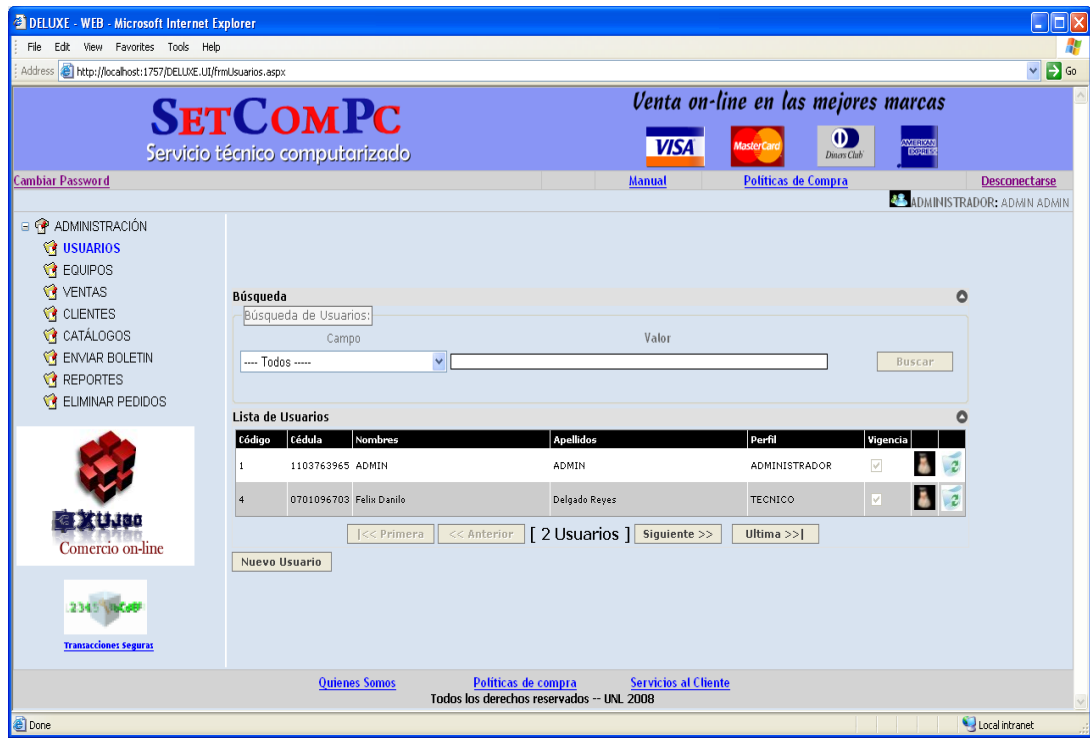 DELUXE - WEB - Microsoft Internet Explorer
File Edit View Favorites Tools Help
Address http://localhost:1757/DELUXE.UI/frmUsuarios.aspx Go
SETCOMPC
Servicio técnico computarizado
Venta on-line en las mejores marcas
VISA MasterCard Diners Club AMERICAN EXPRESS
Cambiar Password Manual Políticas de Compra Desconectarse
ADMINISTRADOR: ADMIN ADMIN
ADMINISTRACIÓN
USUARIOS
EQUIPOS
VENTAS
CLIENTES
CATÁLOGOS
ENVIAR BOLETIN
REPORTES
ELIMINAR PEDIDOS
Comercio on-line
Transacciones Seguras
Búsqueda
Búsqueda de Usuarios:
Campo Valor
---- Todos ----- Buscar
Lista de Usuarios
Código Cédula Nombres Apellidos Perfil Vigencia
1 1103763965 ADMIN ADMIN ADMINISTRADOR
4 0701096703 Felix Danilo Delgado Reyes TECNICO
|<< Primera << Anterior [ 2 Usuarios ] Siguiente >> Ultima >>|
Nuevo Usuario
Quienes Somos Políticas de compra Servicios al Cliente
Todos los derechos reservados -- UNL 2008
Done Local intranet